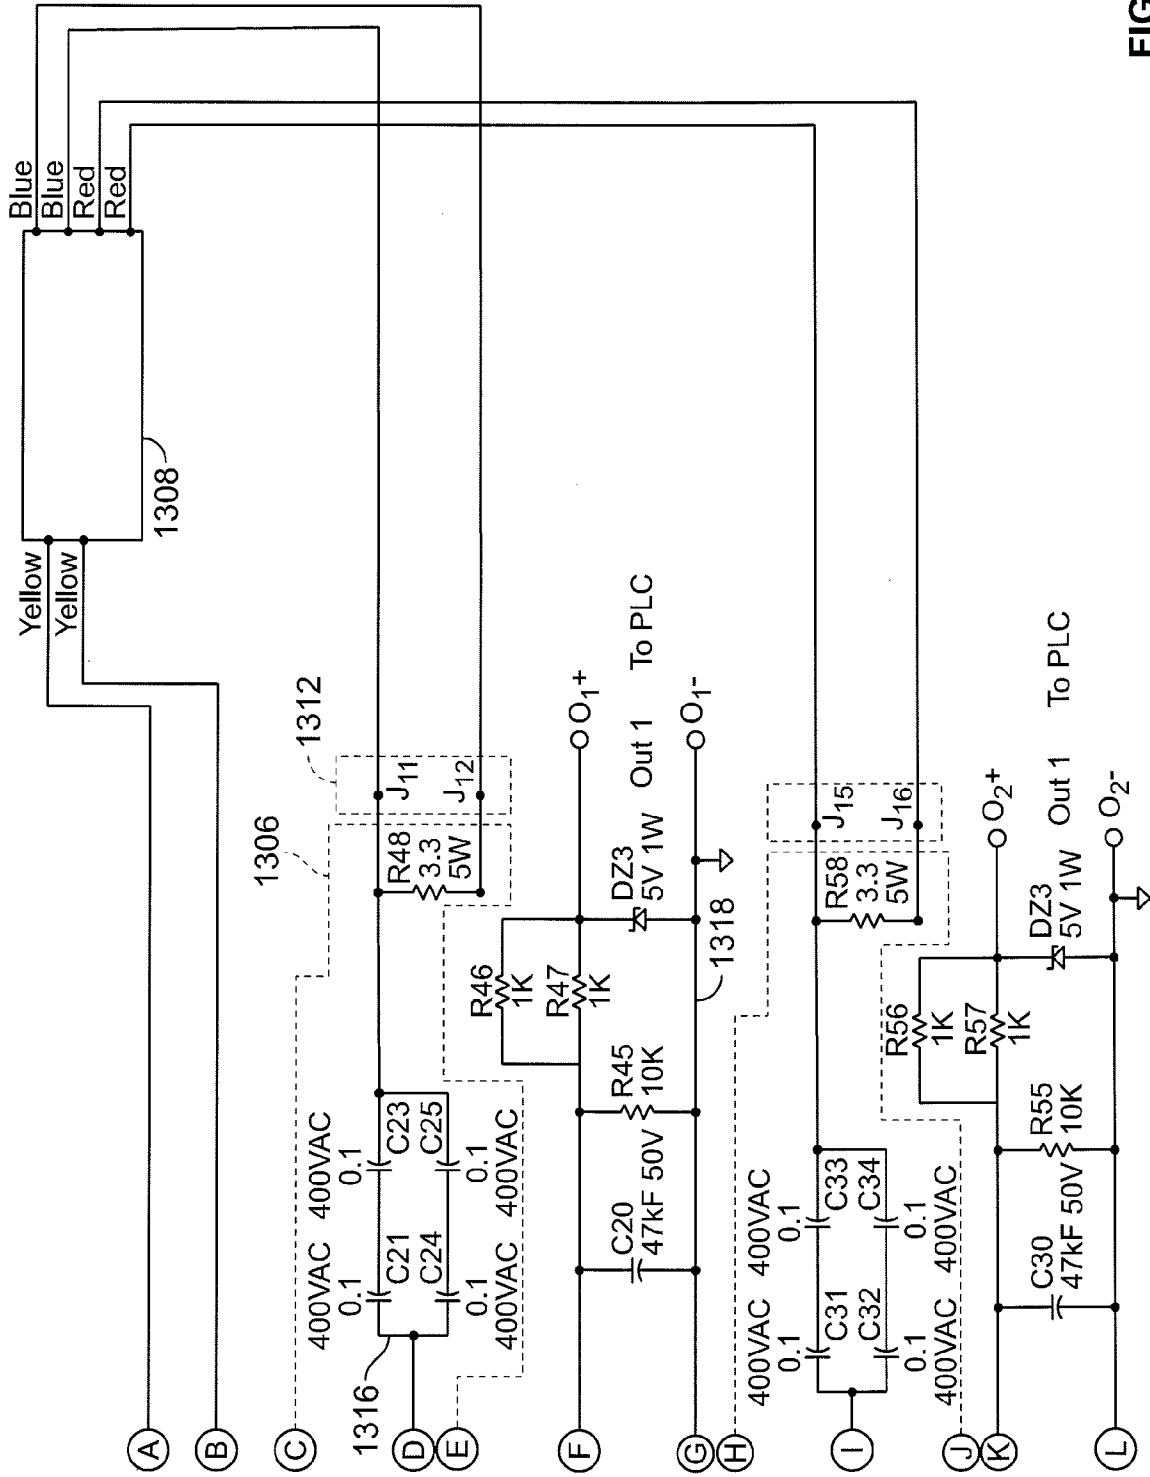 FIG
Blue
Blue
Red
Red
Yellow
Yellow
1308
A
B
1312
1306
C
J11
J12
R48
3.3
5W
400VAC
0.1
C21
400VAC
0.1
C23
C24
0.1
400VAC
C25
0.1
400VAC
1316
D
E
R46
1K
R47
1K
O1+
F
C20
47kF 50V
R45
10K
DZ3
5V 1W
Out 1
To PLC
O1-
G
1318
H
J15
J16
R58
3.3
5W
400VAC
0.1
C31
400VAC
0.1
C33
C32
0.1
400VAC
C34
0.1
400VAC
I
J
R56
1K
R57
1K
O2+
K
C30
47kF 50V
R55
10K
DZ3
5V 1W
Out 1
To PLC
O2-
L